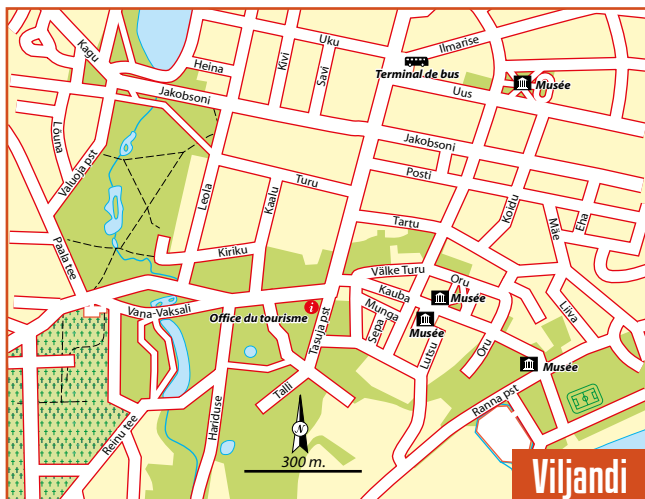 Kagu
Uku
Ilmarise
Heina
Kivi
Savi
Terminal de bus
Musée
Jakobsoni
Uus
Lõuna
Valuoja pst
Jakobsoni
Posti
Turu
Leola
Kaalu
Koidu
Mäe
Eha
Tartu
Paala tee
Kiriku
Välke Turu
Oru
Kauba
Musée
Liiva
Vana-Vaksali
Office du tourisme
i
Munga
Musée
Sepa
Tasuja pst
Lutsu
Oru
Musée
Talli
Ranna pst
Hariduse
Reinu tee
N
300 m.
Viljandi